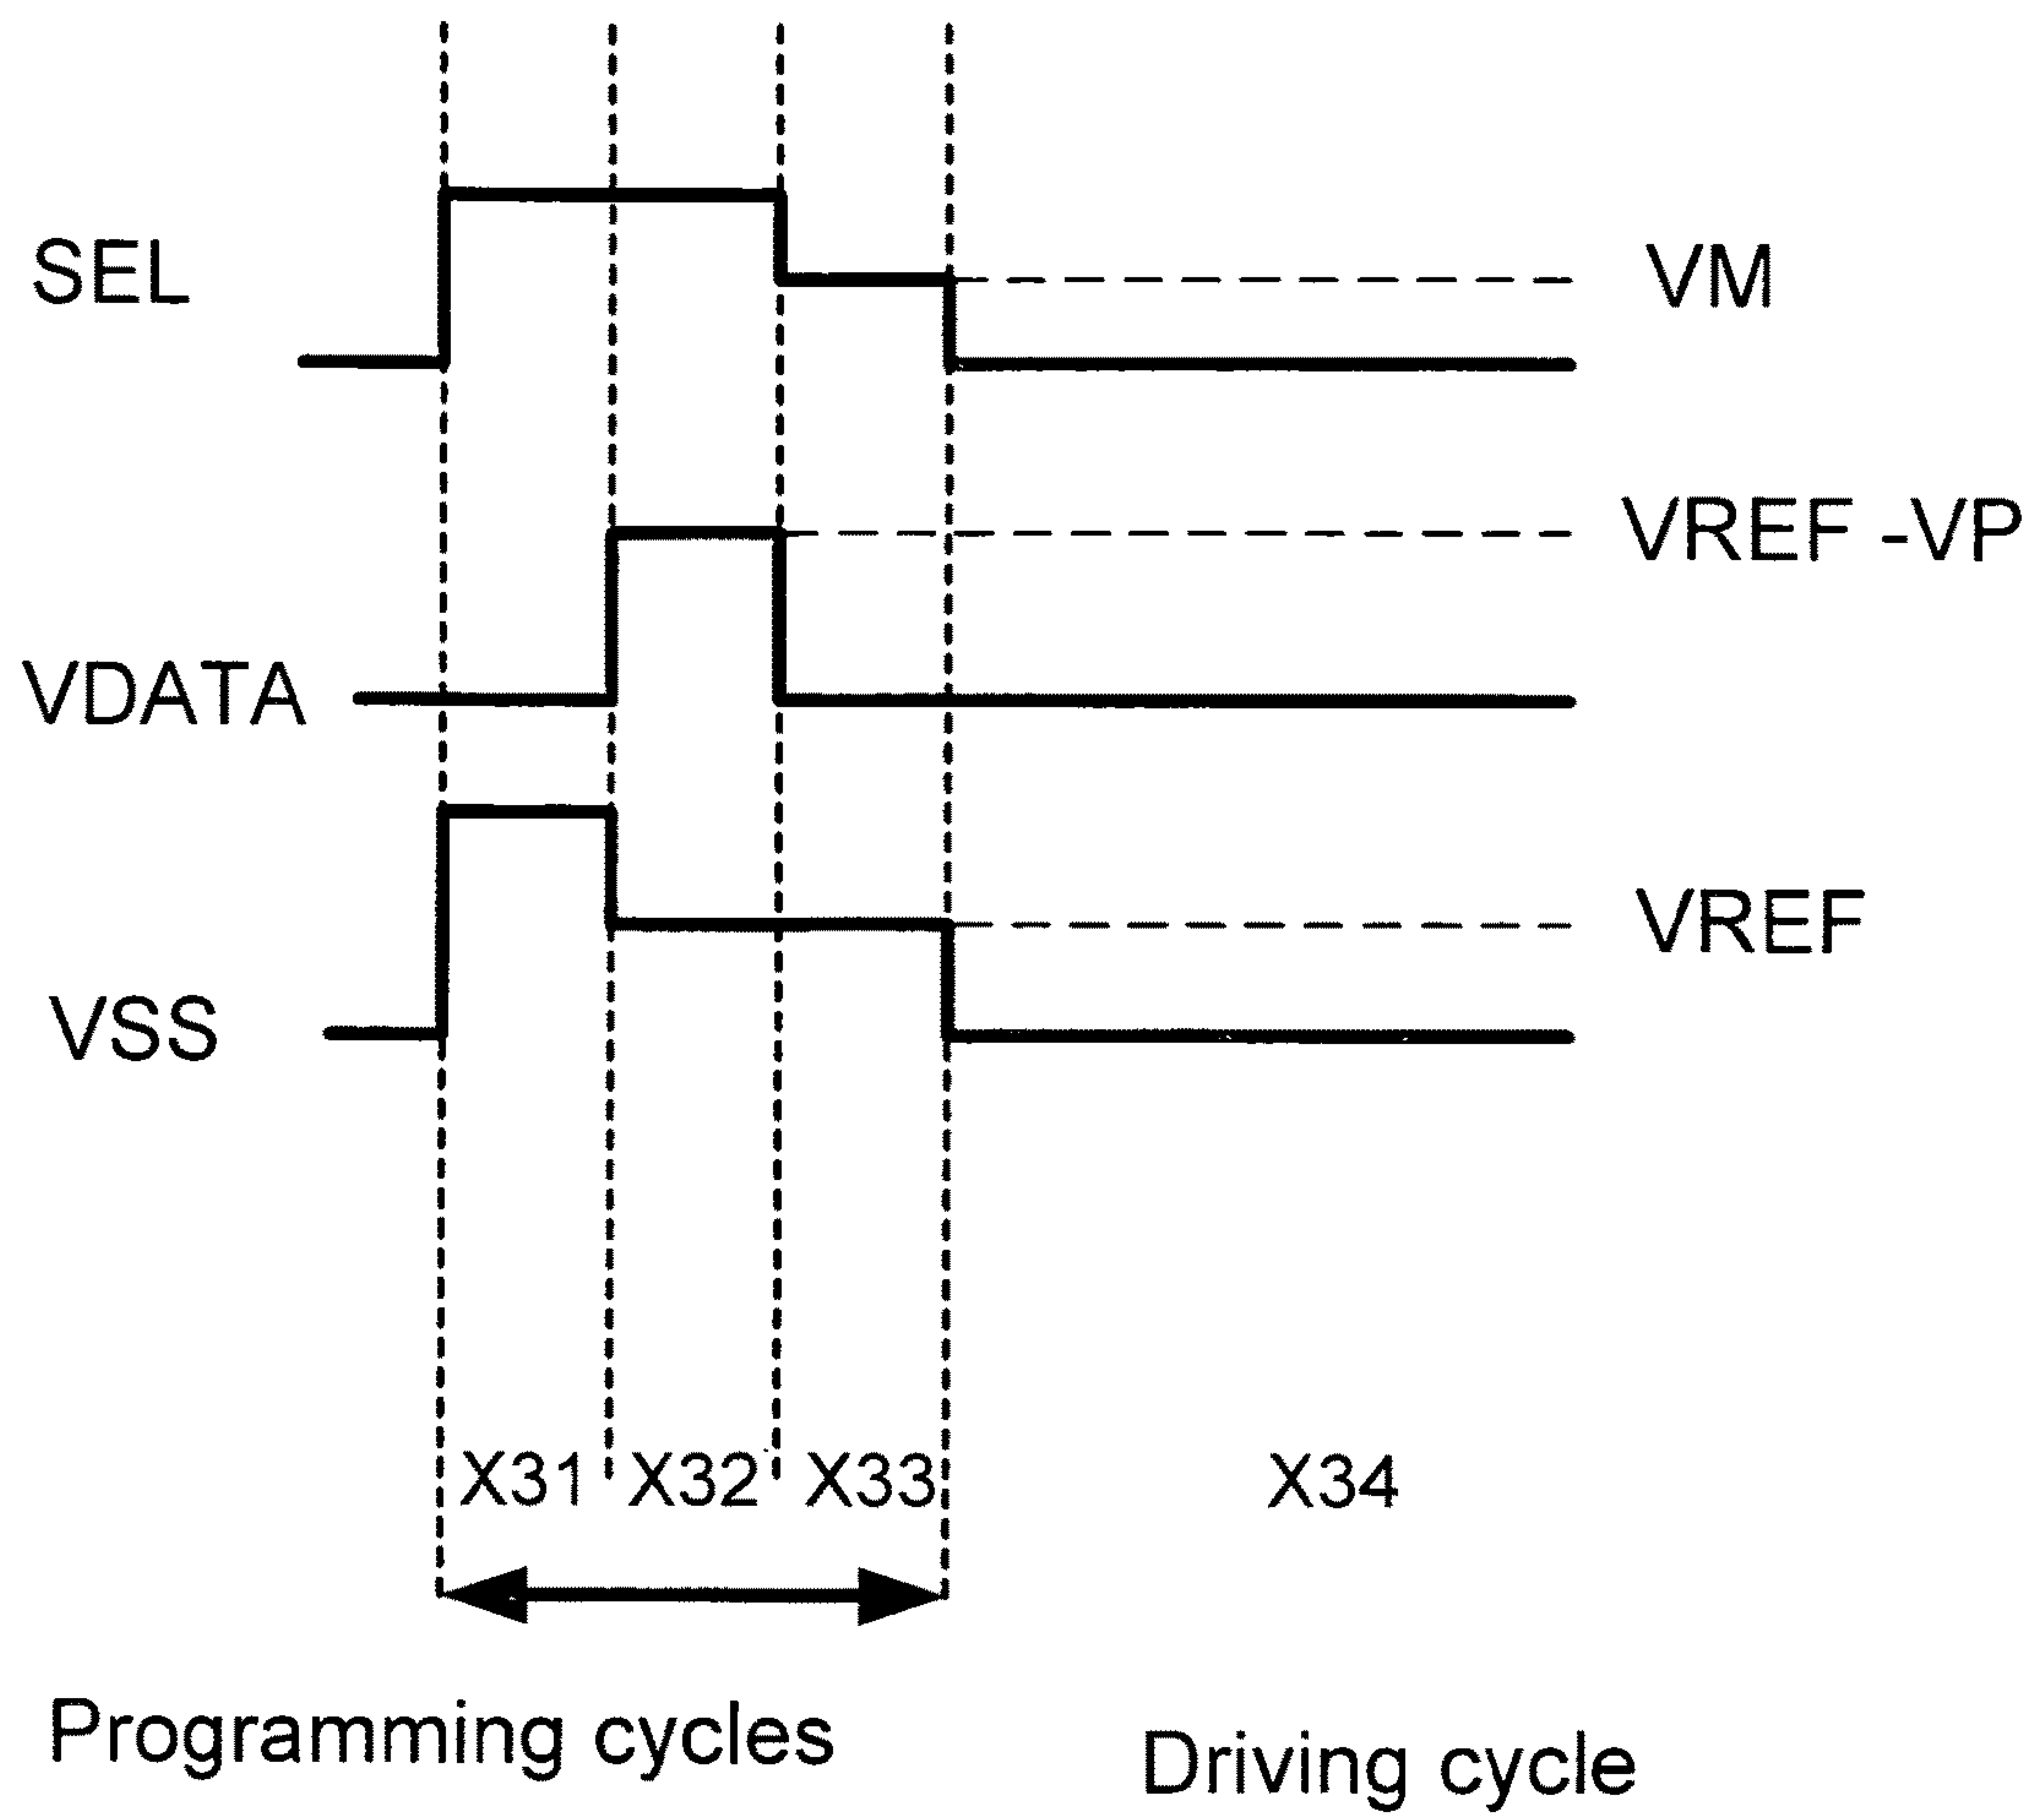 SEL
VM
VREF -VP
VDATA
VREF
VSS
X31 X32 X33 X34
Programming cycles
Driving cycle